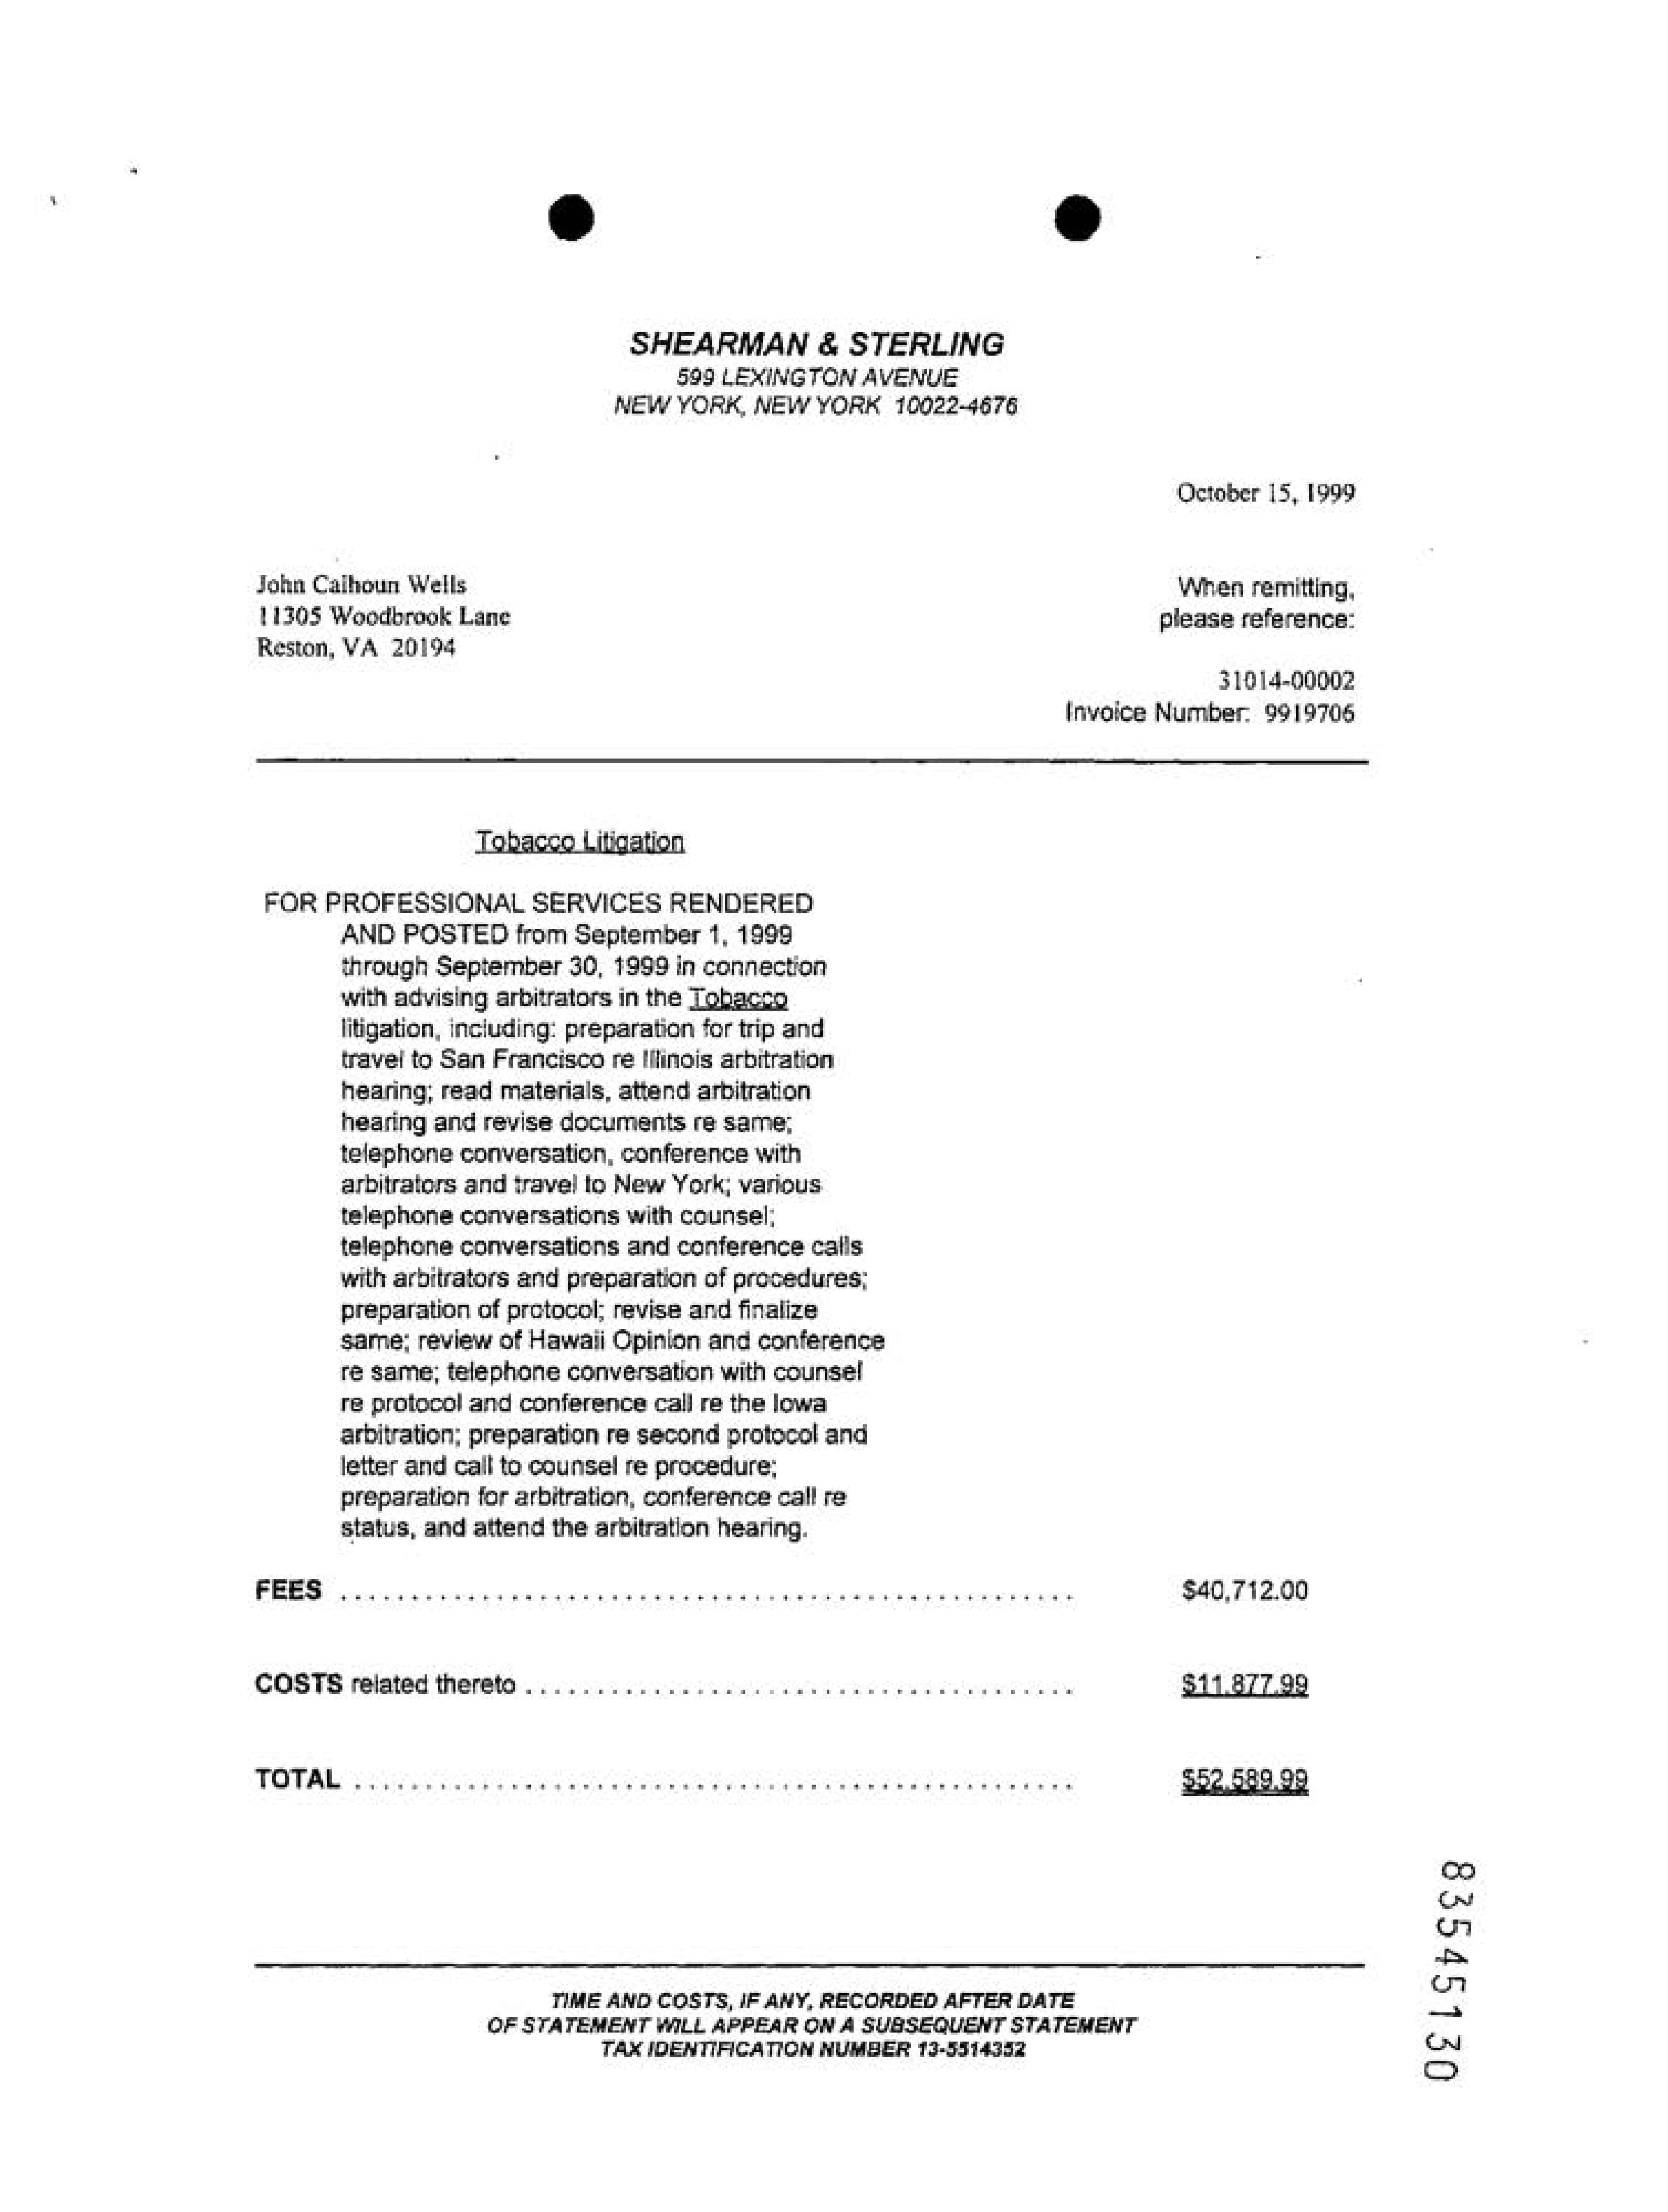 SHEARMAN & STERLING
599 LEXINGTON AVENUE
NEW YORK, NEW YORK 10022-4676
October 15, 1999
John Calhoun Wells
11305 Woodbrook Lane
Reston, VA 20194
When remitting,
please reference:
31014-00002
Invoice Number: 9919706
Tobacco Litigation
FOR PROFESSIONAL SERVICES RENDERED
AND POSTED from September 1, 1999
through September 30, 1999 in connection
with advising arbitrators in the Tobacco
litigation, including: preparation for trip and
travel to San Francisco re Illinois arbitration
hearing; read materials, attend arbitration
hearing and revise documents re same;
telephone conversation, conference with
arbitrators and travel to New York; various
telephone conversations with counsel;
telephone conversations and conference calls
with arbitrators and preparation of procedures;
preparation of protocol; revise and finalize
same; review of Hawaii Opinion and conference
re same; telephone conversation with counsel
re protocol and conference call re the Iowa
arbitration; preparation re second protocol and
letter and call to counsel re procedure;
preparation for arbitration, conference call re
status, and attend the arbitration hearing.
FEES .................................................... $40,712.00
COSTS related thereto ....................................... $11,877.99
TOTAL ................................................... $52,589.99
83545130
TIME AND COSTS, IF ANY, RECORDED AFTER DATE
OF STATEMENT WILL APPEAR ON A SUBSEQUENT STATEMENT
TAX IDENTIFICATION NUMBER 13-5514352